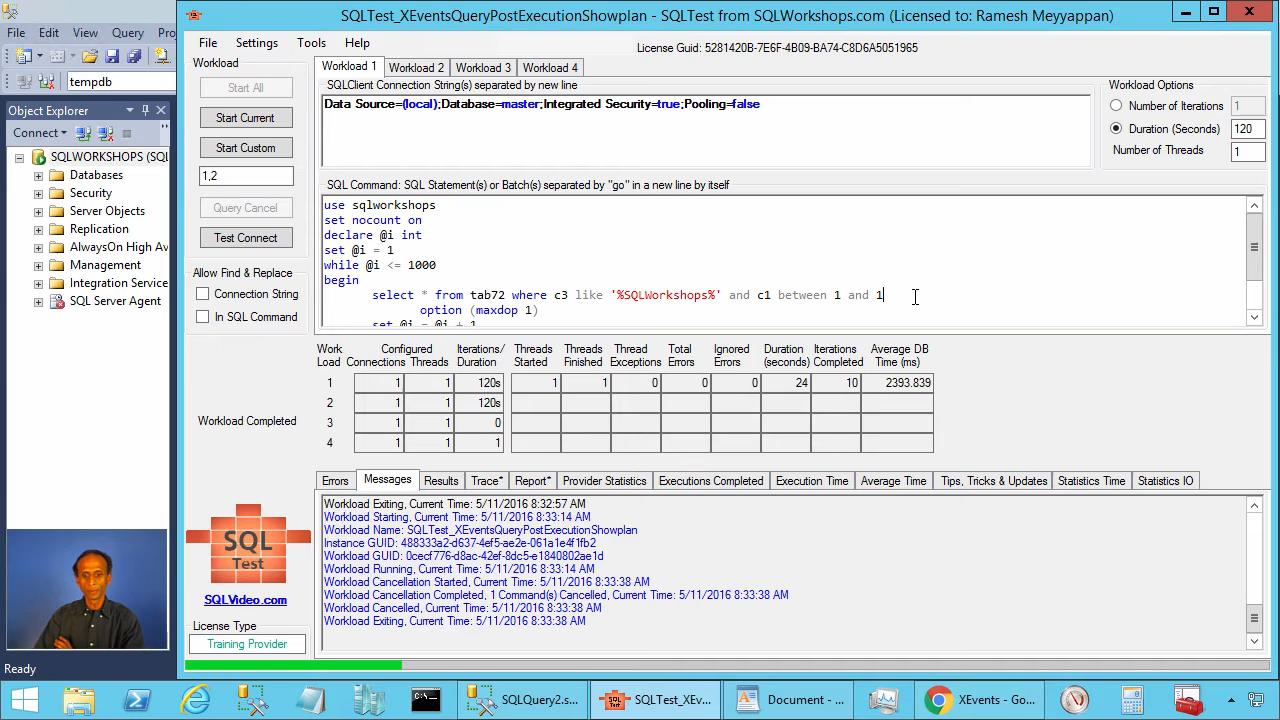 SQLTest_XEventsQueryPostExecutionShowplan - SQLTest from SQLWorkshops.com (Licensed to: Ramesh Meyyappan)
File Edit View Query
tempdb
Object Explorer
Connect
SQLWORKSHOPS (SQL
Databases
Security
Server Objects
Replication
AlwaysOn High Av
Management
Integration Service
SQL Server Agent
Ready
File Settings Tools Help
License Guid: 5281420B-7E9F-4B09-BA74-C8D6A5051965
Workload
Start All
Start Current
Start Custom
1,2
Query Cancel
Test Connect
Allow Find & Replace
Connection String
In SQL Command
Workload 1 Workload 2 Workload 3 Workload 4
SQLClient Connection String(s) separated by new line
Data Source=(local);Database=master;Integrated Security=true;Pooling=false
Workload Options
Number of Iterations 1
Duration (Seconds) 120
Number of Threads 1
SQL Command: SQL Statement(s) or Batch(s) separated by "go" in a new line by itself
use sqlworkshops
set nocount on
declare @i int
set @i = 1
while @i <= 1000
begin
select * from tab72 where c3 like '%SQLWorkshops%' and c1 between 1 and 1
option (maxdop 1)
set @i = @i + 1
Work Load Configured Connections Threads Iterations/ Duration Threads Started Threads Finished Thread Exceptions Total Errors Ignored Errors Duration (seconds) Iterations Completed Average DB Time (ms)
1 1 1 120s 1 1 0 0 0 24 10 2393.839
2 1 1 120s
Workload Completed
3 1 1 0
4 1 1 1
Errors Messages Results Trace* Report* Provider Statistics Executions Completed Execution Time Average Time Tips, Tricks & Updates Statistics Time Statistics IO
Workload Exiting, Current Time: 5/11/2016 8:32:57 AM
Workload Starting, Current Time: 5/11/2016 8:33:14 AM
Workload Name: SQLTest_XEventsQueryPostExecutionShowplan
Instance GUID: 488333a2-d637-4ef5-ae2e-061a1e4f1fb2
Workload GUID: 0cecf776-d8ac-42ef-8dc5-e1840802ae1d
Workload Running, Current Time: 5/11/2016 8:33:14 AM
Workload Cancellation Started, Current Time: 5/11/2016 8:33:38 AM
Workload Cancellation Completed, 1 Command(s) Cancelled, Current Time: 5/11/2016 8:33:38 AM
Workload Cancelled, Current Time: 5/11/2016 8:33:38 AM
Workload Exiting, Current Time: 5/11/2016 8:33:38 AM
SQL
Test
SQLVideo.com
License Type
Training Provider
SQLQuery2.s... SQLTest_XEv... Document - ... XEvents - Go...